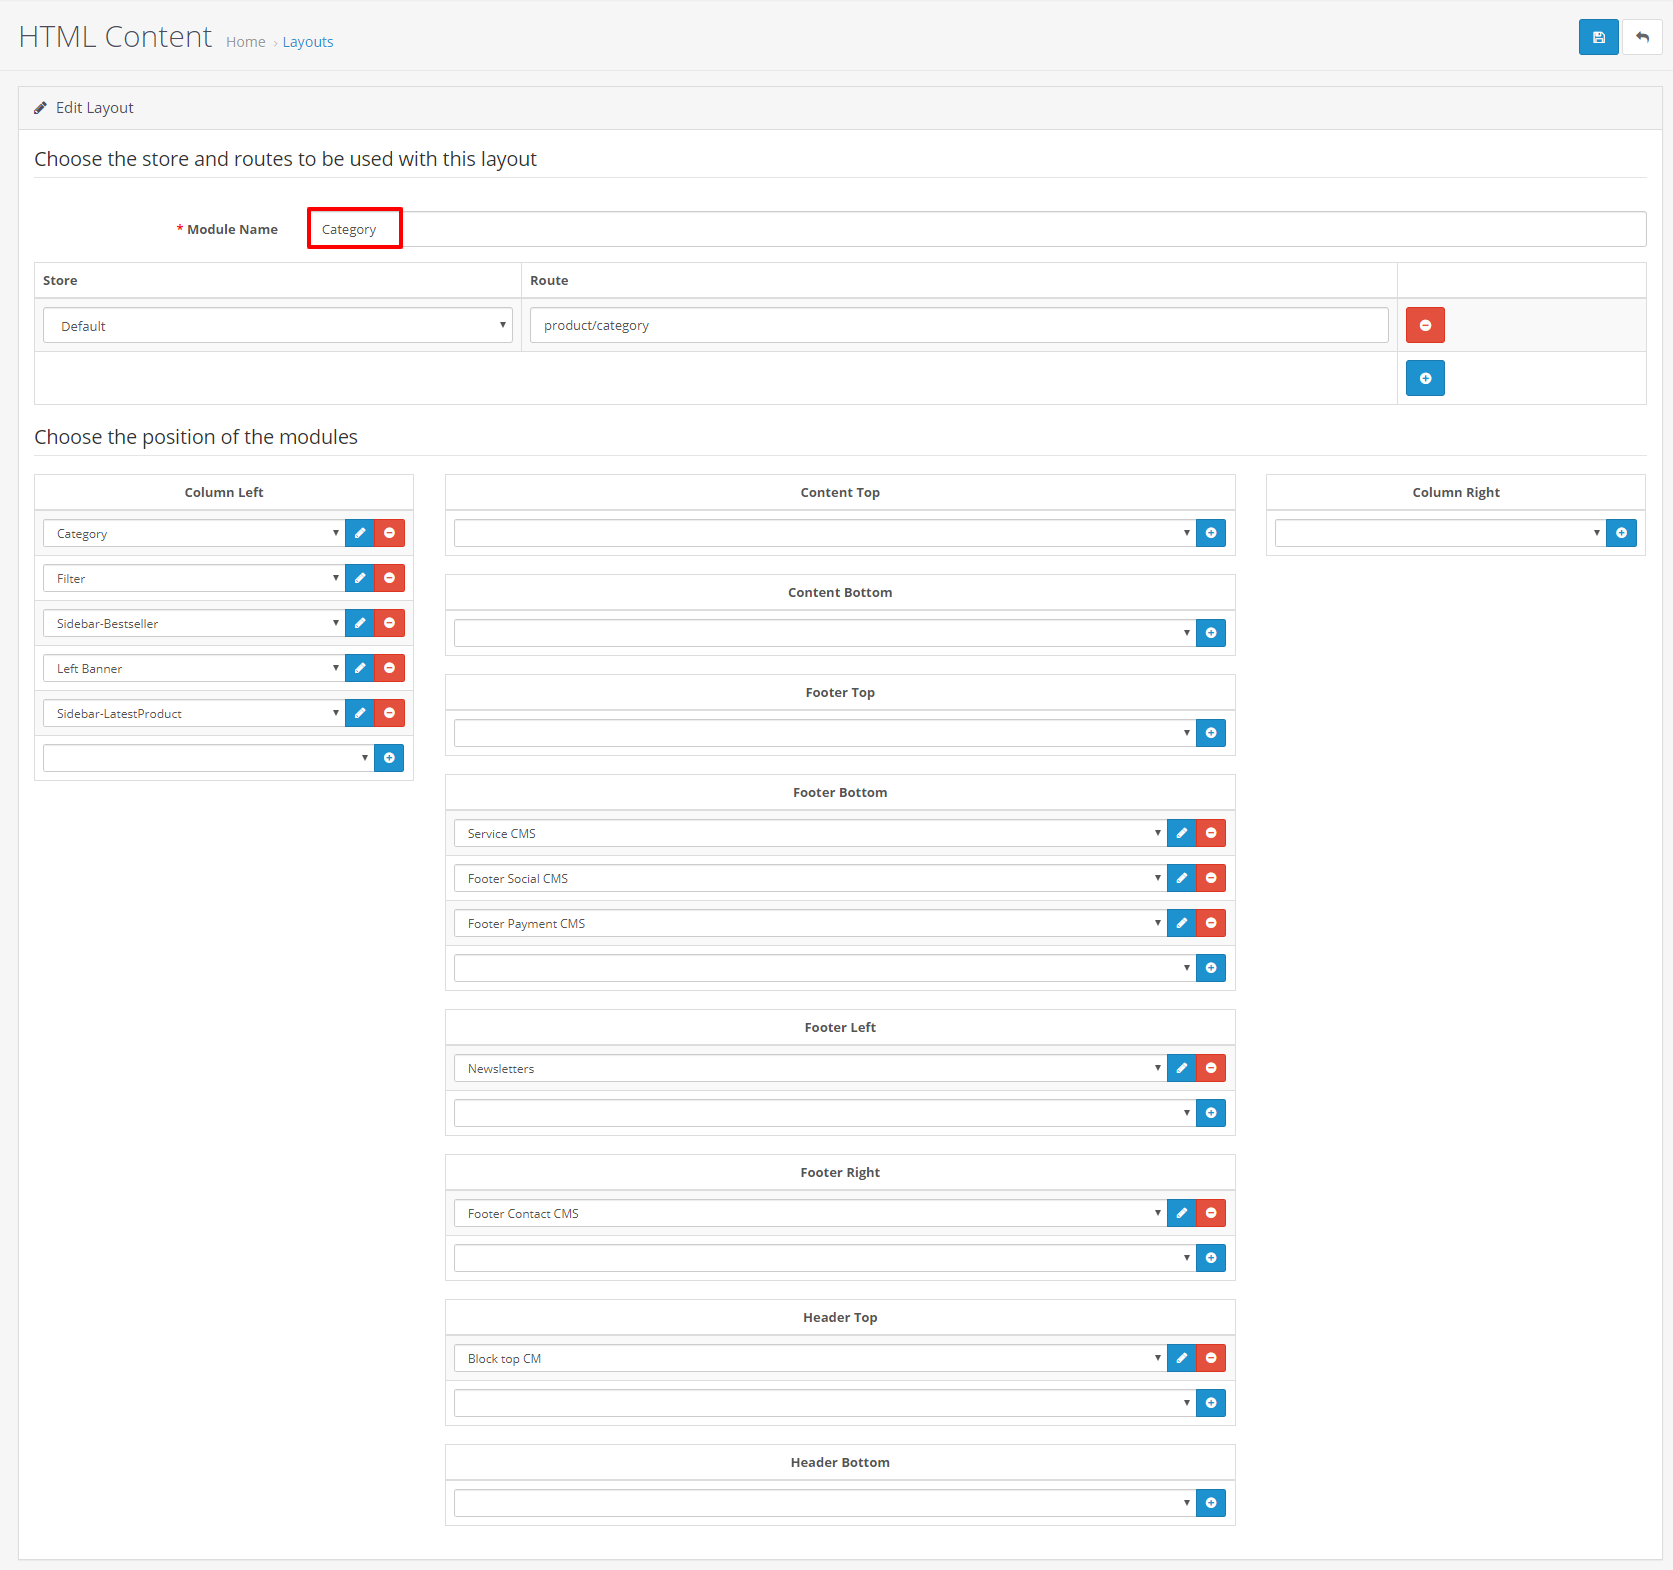 HTML Content Home › Layouts
Edit Layout
Choose the store and routes to be used with this layout
* Module Name Category
Store Route
Default product/category
Choose the position of the modules
Column Left
Category
Filter
Sidebar-Bestseller
Left Banner
Sidebar-LatestProduct
Content Top
Content Bottom
Footer Top
Footer Bottom
Service CMS
Footer Social CMS
Footer Payment CMS
Footer Left
Newsletters
Footer Right
Footer Contact CMS
Header Top
Block top CM
Header Bottom
Column Right